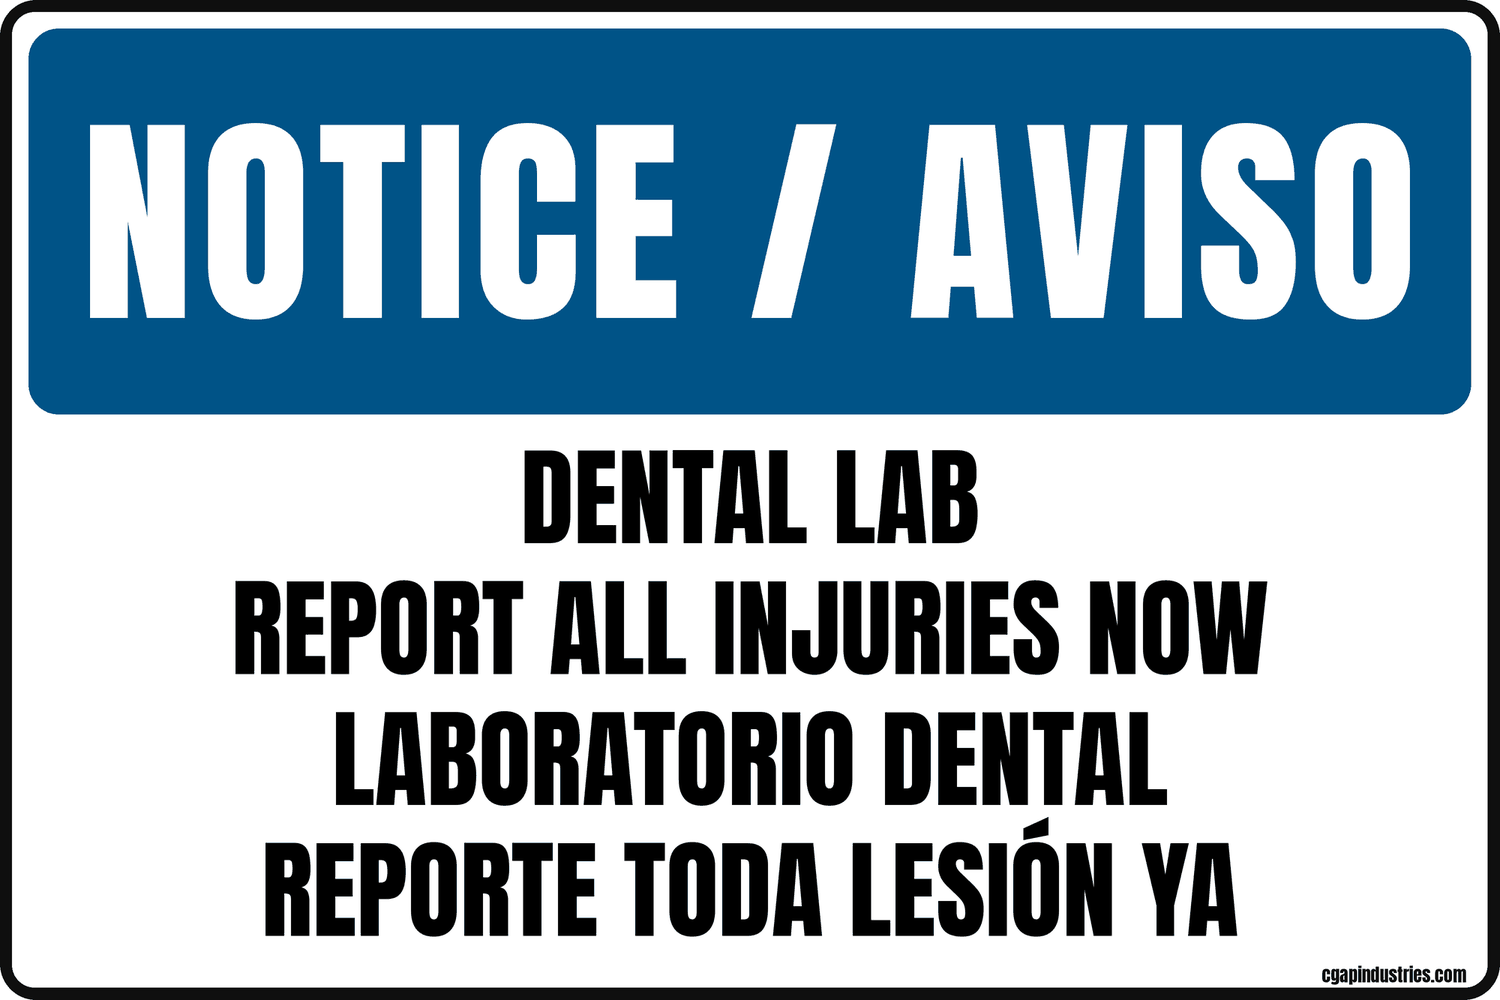 NOTICE / AVISO
DENTAL LAB
REPORT ALL INJURIES NOW
LABORATORIO DENTAL
REPORTE TODA LESIÓN YA
cgapindustries.com